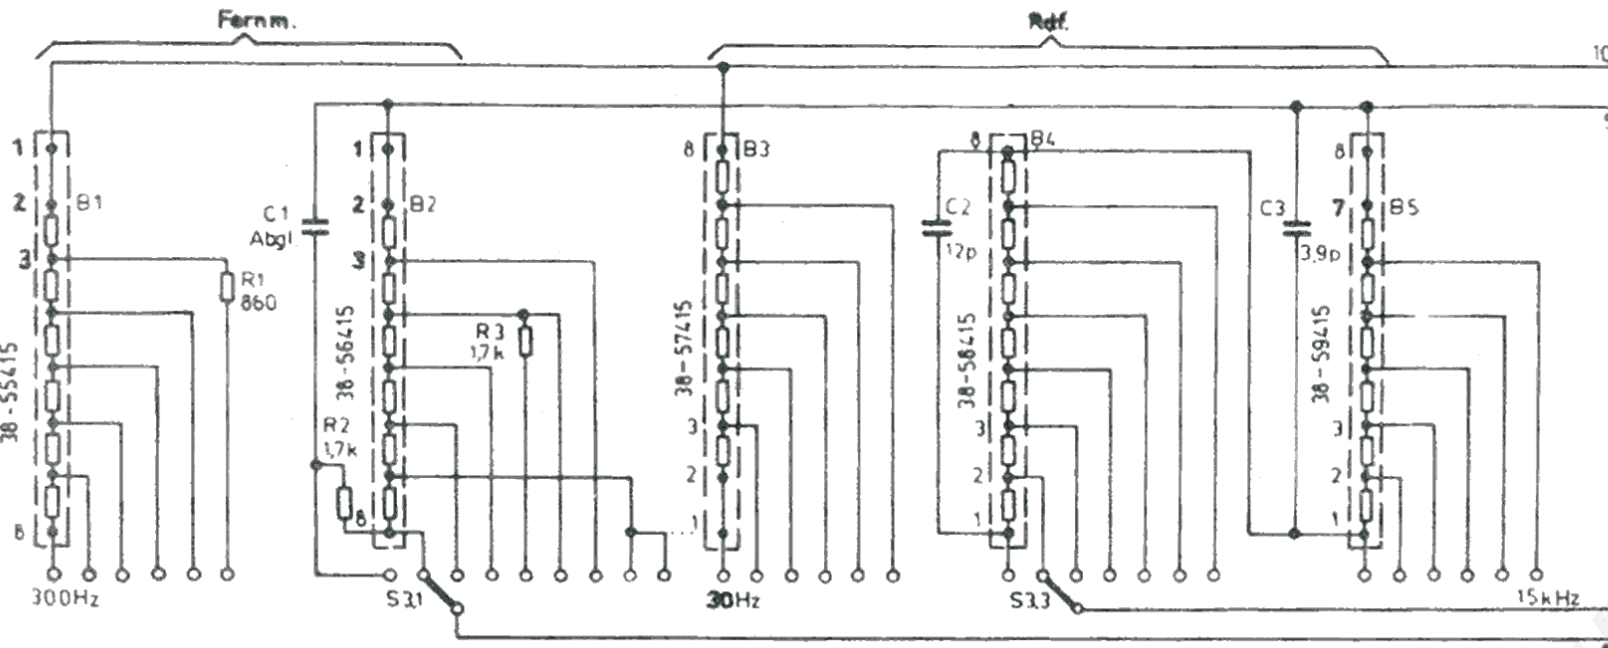 Fernm.
Rdf.
10
1
2
B1
3
38-55415
8
300Hz
R1
860
C1
Abgl.
1
2
B2
3
38-56415
R2
1,7k
8
R3
1,7k
S3.1
8
B3
38-57415
3
2
1
30Hz
8
B4
C2
12p
38-58415
3
2
1
S3.3
C3
3,9p
8
7
B5
38-59415
3
2
1
15kHz